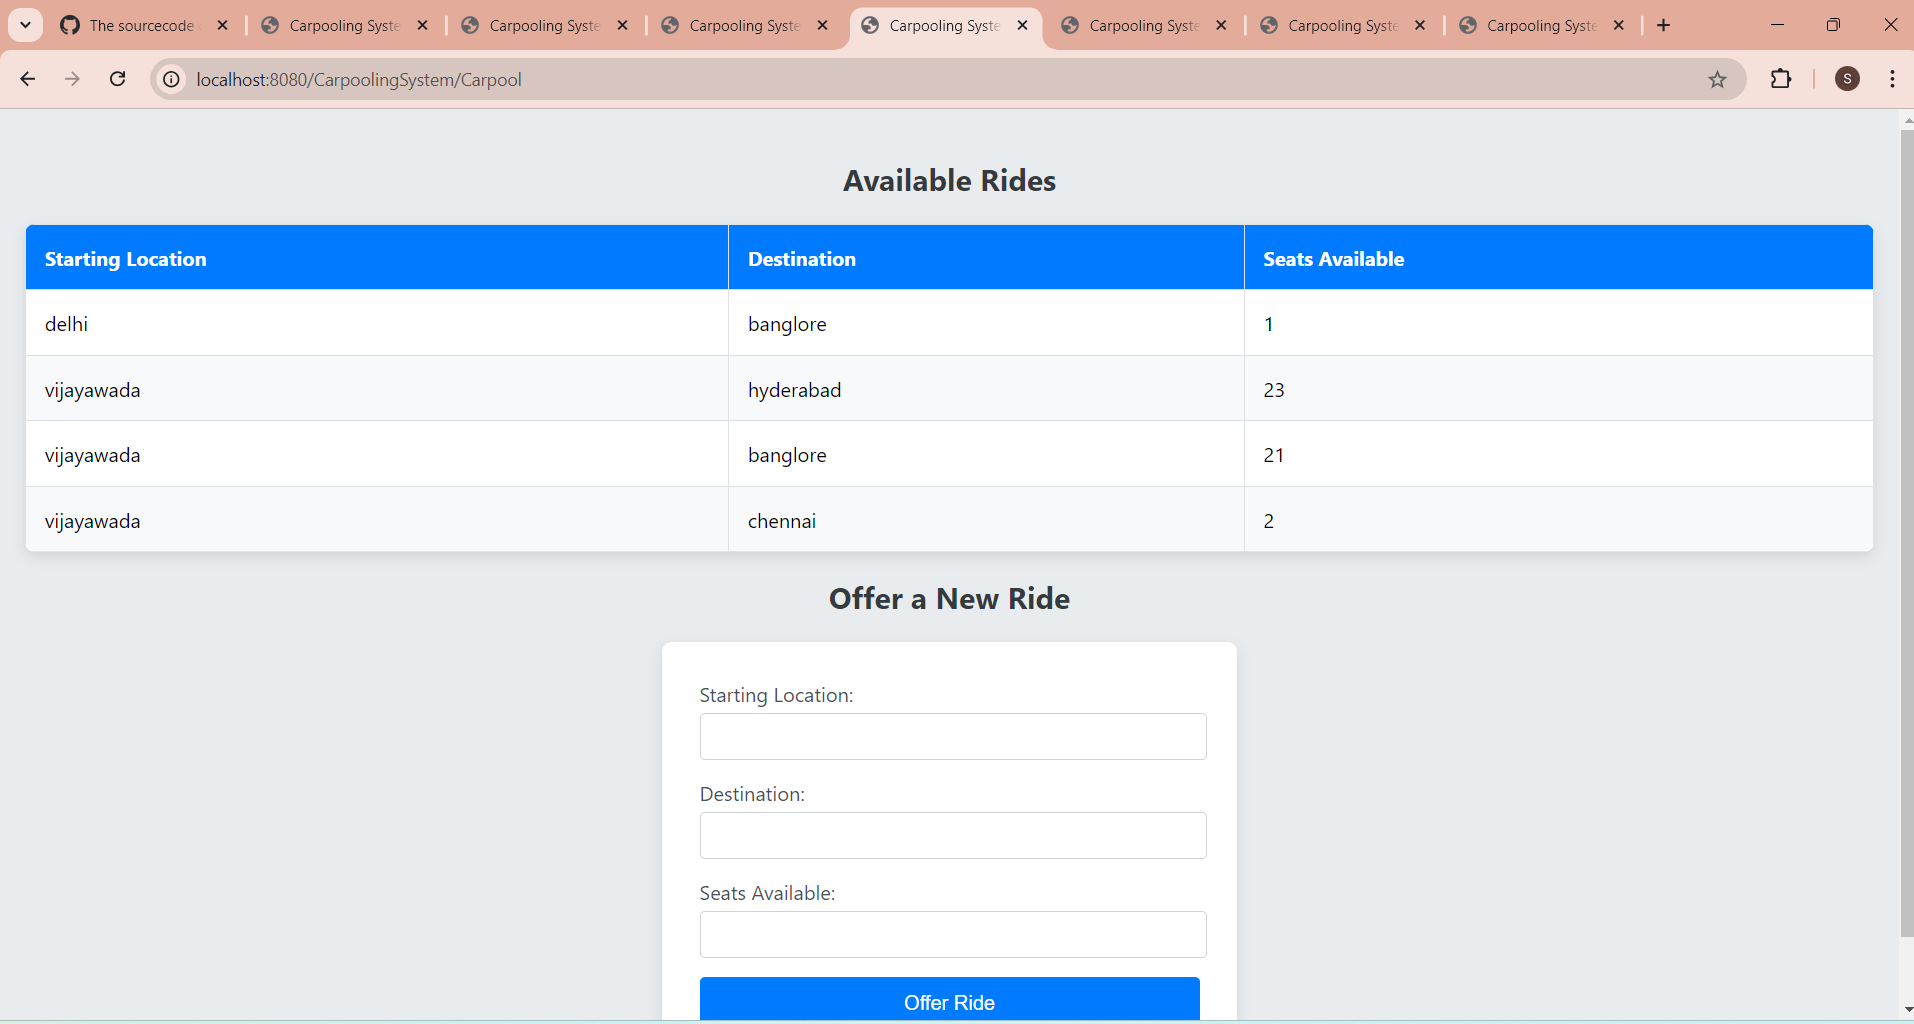 The sourcecode
Carpooling Syste
Carpooling Syste
Carpooling Syste
Carpooling Syste
Carpooling Syste
Carpooling Syste
Carpooling Syste
localhost:8080/CarpoolingSystem/Carpool
S
Available Rides
Starting Location Destination Seats Available
delhi banglore 1
vijayawada hyderabad 23
vijayawada banglore 21
vijayawada chennai 2
Offer a New Ride
Starting Location:
Destination:
Seats Available:
Offer Ride